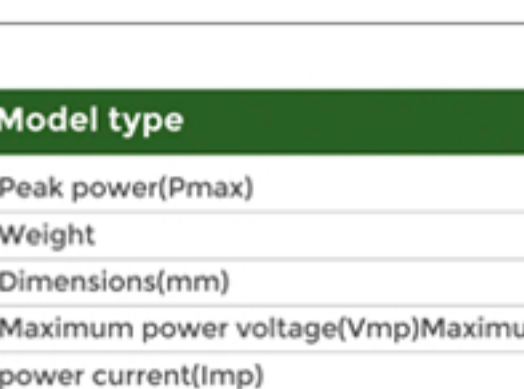 Model type
Peak power(Pmax)
Weight
Dimensions(mm)
Maximum power voltage(Vmp)Maximu
power current(Imp)